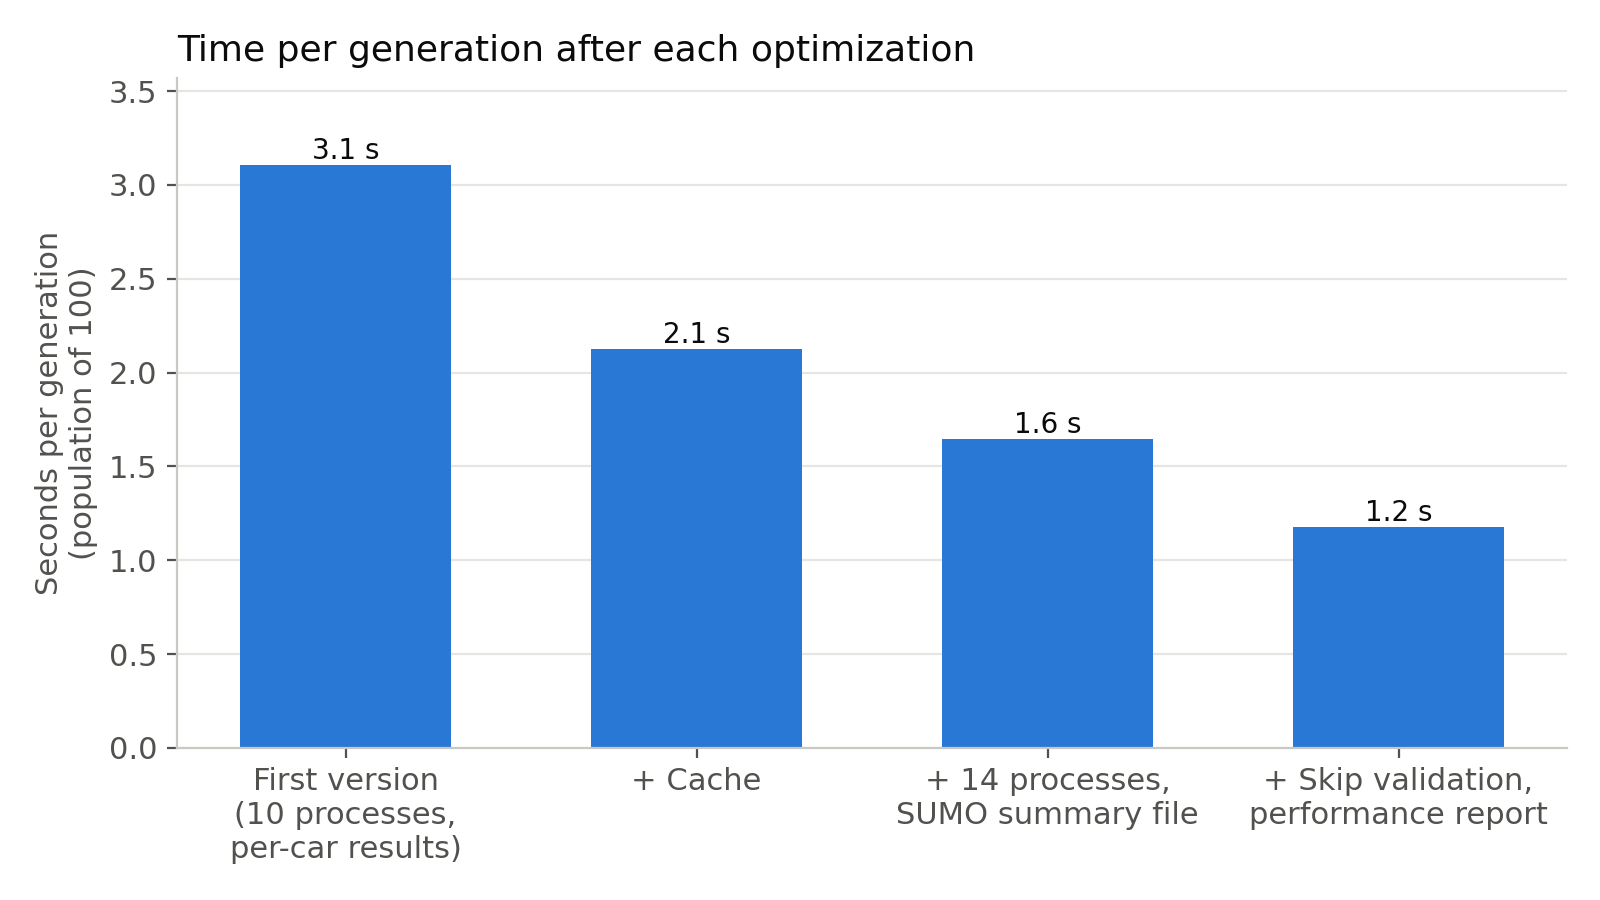 Time per generation after each optimization
Seconds per generation
(population of 100)
3.5
3.0
2.5
2.0
1.5
1.0
0.5
0.0
3.1 s
2.1 s
1.6 s
1.2 s
First version
(10 processes,
per-car results)
+ Cache
+ 14 processes,
SUMO summary file
+ Skip validation,
performance report